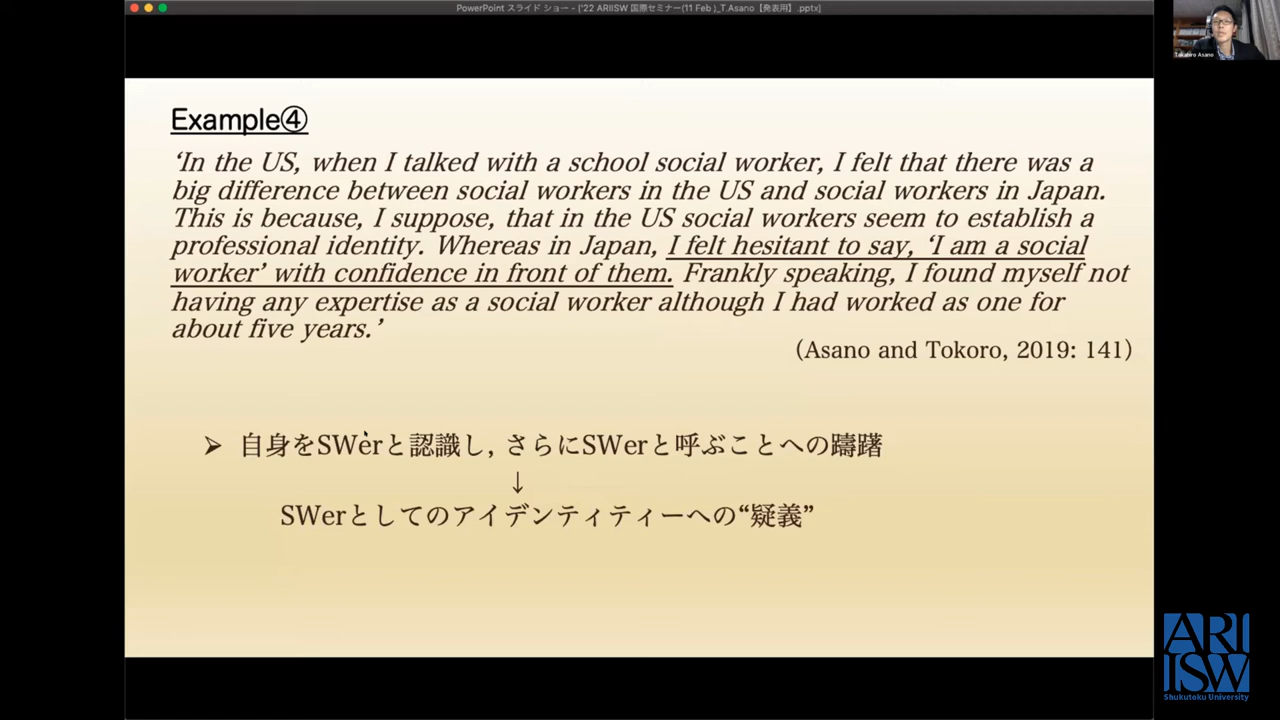 PowerPoint スライド ショー - ['22 ARIISW 国際セミナー(11 Feb )_T.Asano【発表用】.pptx]
Takahiro Asano
Example④
‘In the US, when I talked with a school social worker, I felt that there was a
big difference between social workers in the US and social workers in Japan.
This is because, I suppose, that in the US social workers seem to establish a
professional identity. Whereas in Japan, I felt hesitant to say, ‘I am a social
worker’ with confidence in front of them. Frankly speaking, I found myself not
having any expertise as a social worker although I had worked as one for
about five years.’
(Asano and Tokoro, 2019: 141)
➢ 自身をSWerと認識し, さらにSWerと呼ぶことへの躊躇
↓
SWerとしてのアイデンティティーへの“疑義”
ARI
ISW
Shukutoku University